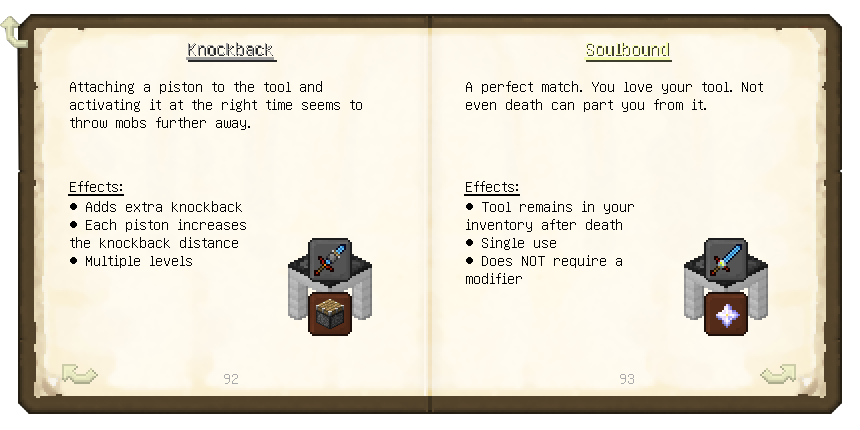 Knockback
Attaching a piston to the tool and
activating it at the right time seems to
throw mobs further away.
Effects:
• Adds extra knockback
• Each piston increases
the knockback distance
• Multiple levels
92
Soulbound
A perfect match. You love your tool. Not
even death can part you from it.
Effects:
• Tool remains in your
inventory after death
• Single use
• Does NOT require a
modifier
93